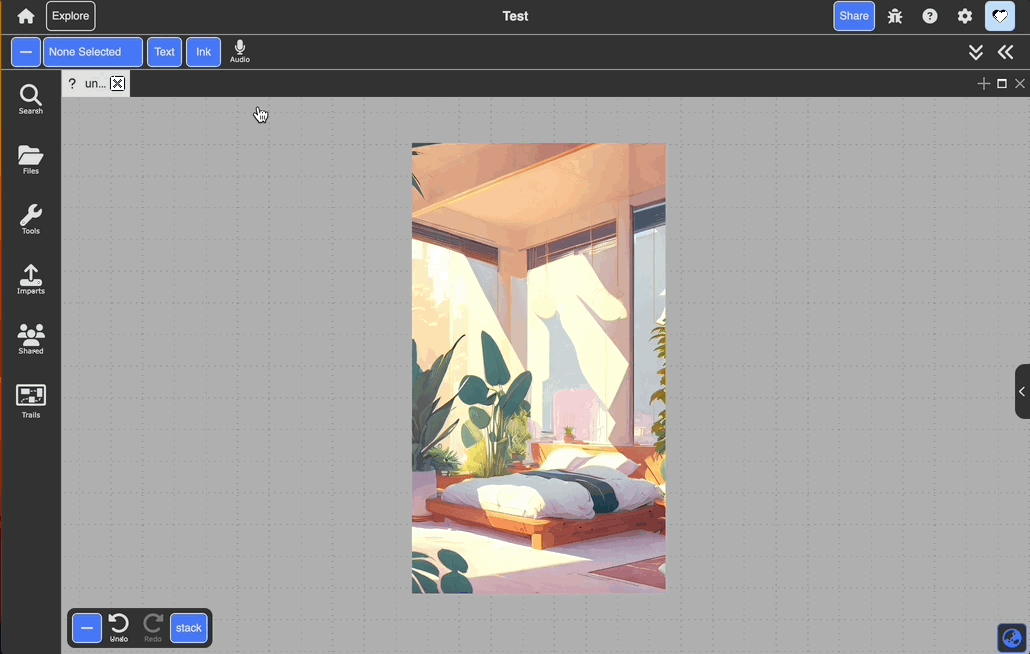 Explore
Test
Share
None Selected
Text
Ink
Audio
? un...
Search
Files
Tools
Imports
Shared
Trails
Undo
Redo
stack